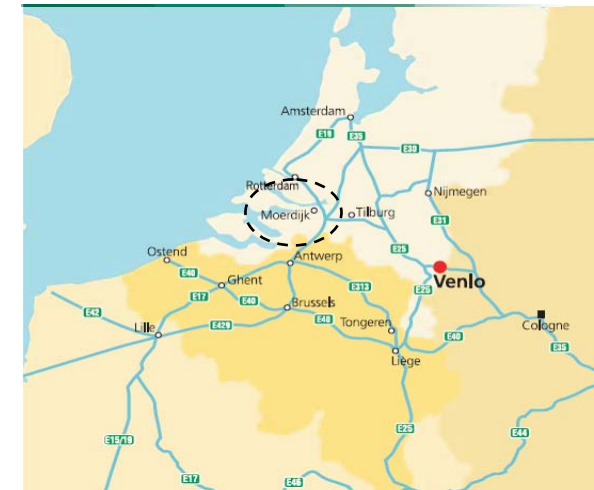 Amsterdam
E19
E35
E30
Rotterdam
Nijmegen
Moerdijk
Tilburg
E31
E25
Ostend
Antwerp
E40
Venlo
Ghent
E313
E25
E17
E40
Brussels
E42
Lille
E429
E40
Tongeren
E40
Cologne
E35
Liege
E25
E15/19
E44
E17
E46